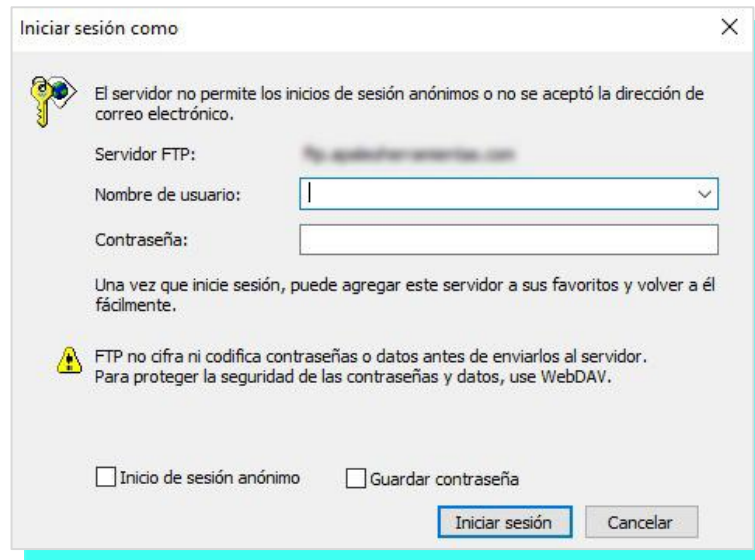 Iniciar sesión como
El servidor no permite los inicios de sesión anónimos o no se aceptó la dirección de
correo electrónico.
Servidor FTP:
Nombre de usuario:
Contraseña:
Una vez que inicie sesión, puede agregar este servidor a sus favoritos y volver a él
fácilmente.
FTP no cifra ni codifica contraseñas o datos antes de enviarlos al servidor.
Para proteger la seguridad de las contraseñas y datos, use WebDAV.
Inicio de sesión anónimo
Guardar contraseña
Iniciar sesión
Cancelar